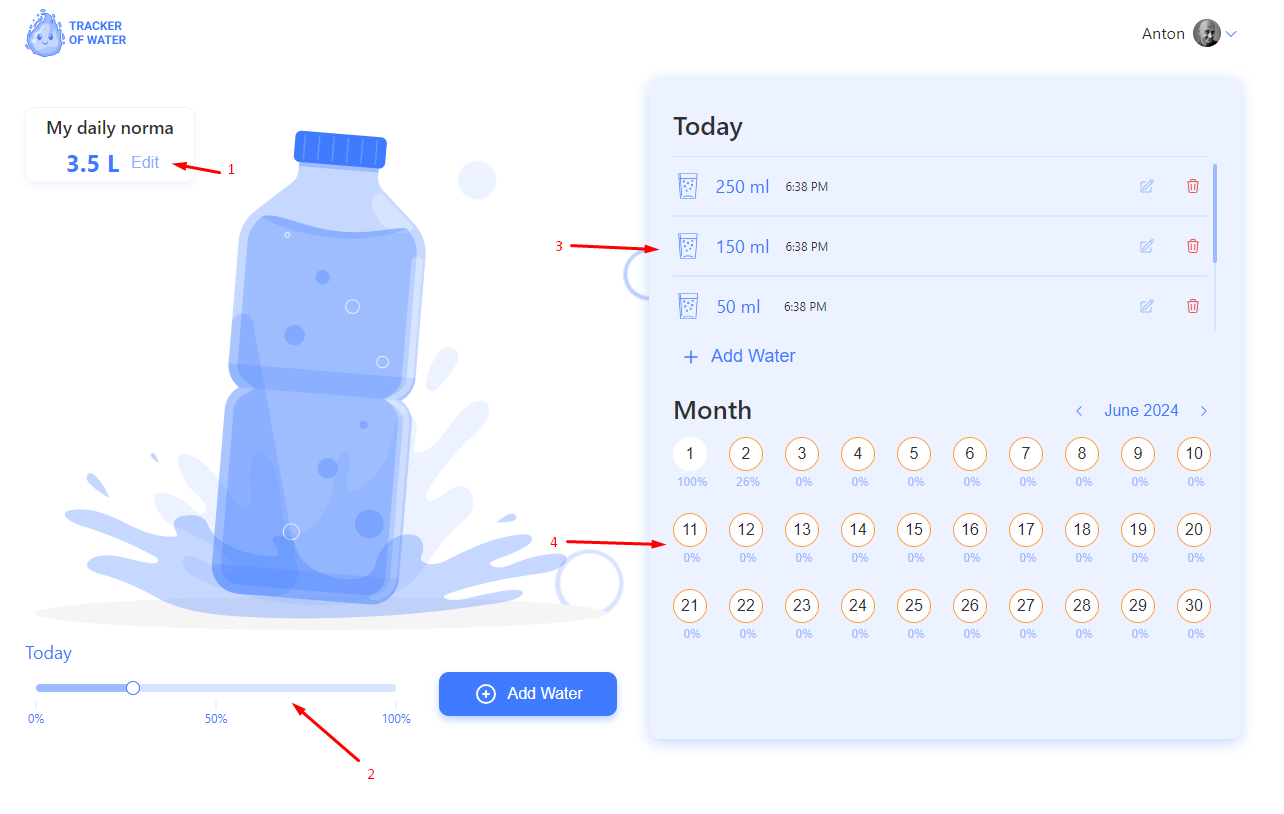 TRACKER
OF WATER
Anton
My daily norma
3.5 L Edit
1
Today
250 ml 6:38 PM
3
150 ml 6:38 PM
50 ml 6:38 PM
+ Add Water
Month
< June 2024 >
1 2 3 4 5 6 7 8 9 10
100% 26% 0% 0% 0% 0% 0% 0% 0% 0%
4
11 12 13 14 15 16 17 18 19 20
0% 0% 0% 0% 0% 0% 0% 0% 0% 0%
21 22 23 24 25 26 27 28 29 30
0% 0% 0% 0% 0% 0% 0% 0% 0% 0%
Today
Add Water
0% 50% 100%
2